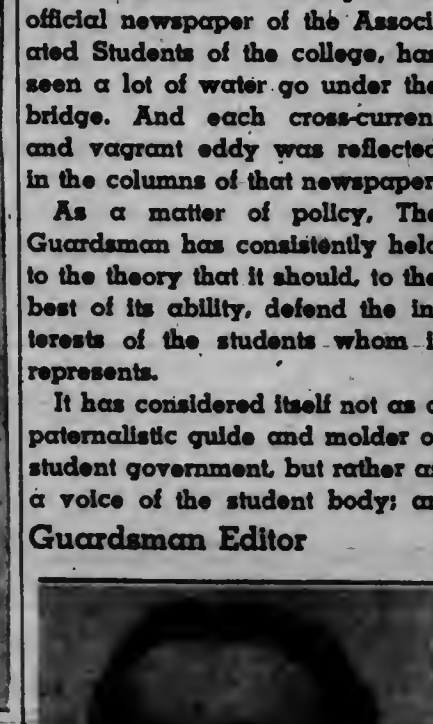 official newspaper of the Associ
ated Students of the college, has
seen a lot of water go under the
bridge. And each cross-curren
and vagrant eddy was reflected
in the columns of that newspaper
As a matter of policy, The
Guardsman has consistently held
to the theory that it should, to the
best of its ability, defend the in
terests of the students whom i
represents.
It has considered itself not as a
paternalistic guide and molder o
student government, but rather as
a voice of the student body; an
Guardsman Editor